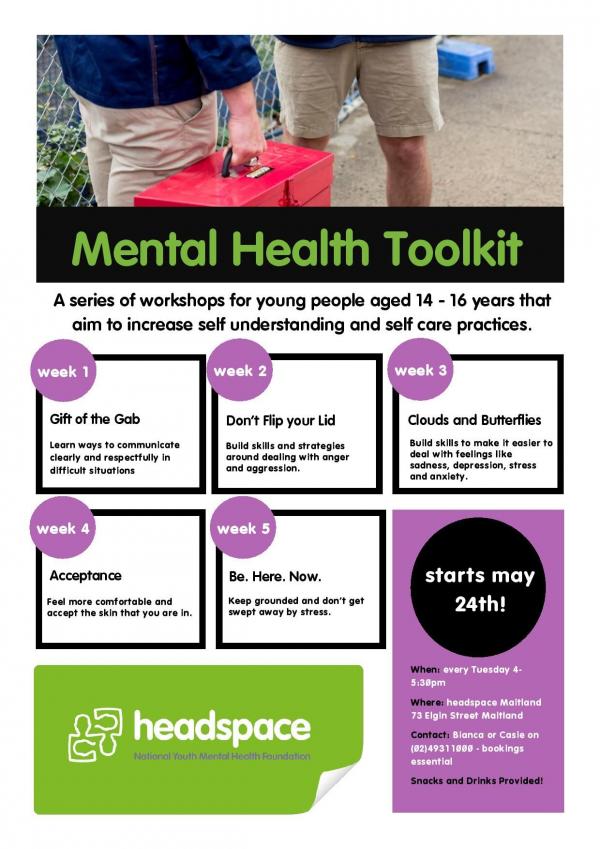 Mental Health Toolkit
A series of workshops for young people aged 14 - 16 years that
aim to increase self understanding and self care practices.
week 1
Gift of the Gab
Learn ways to communicate
clearly and respectfully in
difficult situations
week 2
Don't Flip your Lid
Build skills and strategies
around dealing with anger
and aggression.
week 3
Clouds and Butterflies
Build skills to make it easier to
deal with feelings like
sadness, depression, stress
and anxiety.
week 4
Acceptance
Feel more comfortable and
accept the skin that you are in.
week 5
Be. Here. Now.
Keep grounded and don't get
swept away by stress.
starts may
24th!
When: every Tuesday 4-
5:30pm
Where: headspace Maitland
73 Elgin Street Maitland
Contact: Bianca or Casie on
(02)49311000 - bookings
essential
Snacks and Drinks Provided!
headspace
National Youth Mental Health Foundation